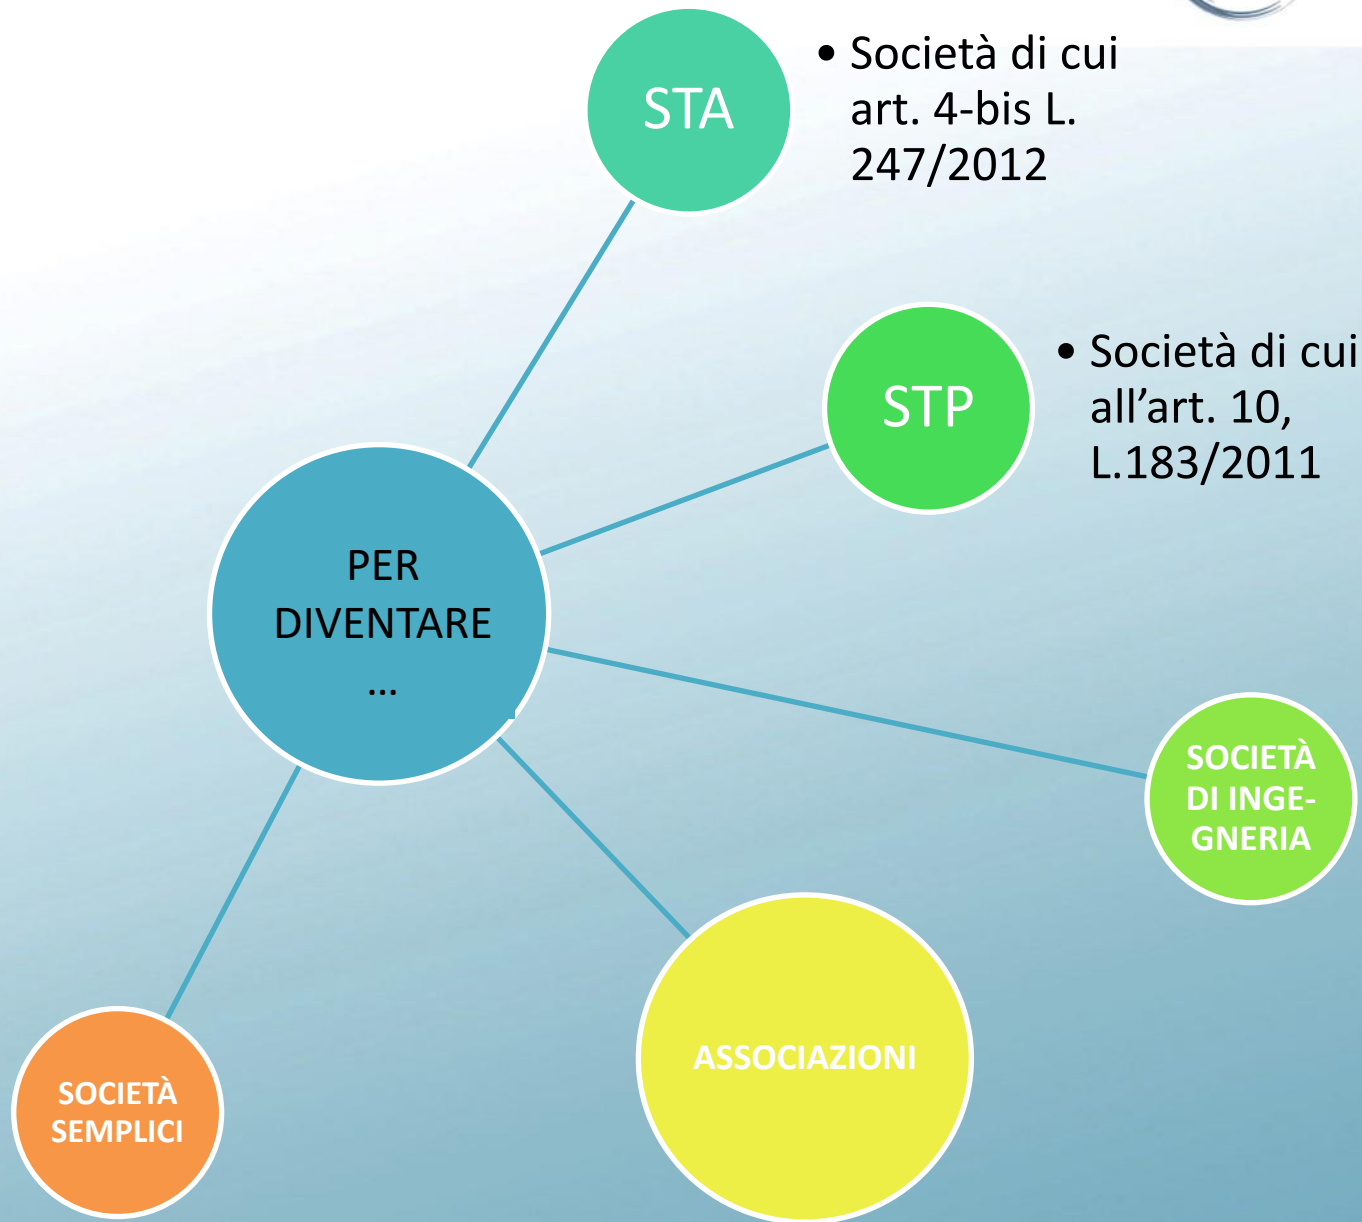 STA
• Società di cui
art. 4-bis L.
247/2012
STP
• Società di cui
all’art. 10,
L.183/2011
PER
DIVENTARE
...
SOCIETÀ
DI INGE-
GNERIA
ASSOCIAZIONI
SOCIETÀ
SEMPLICI